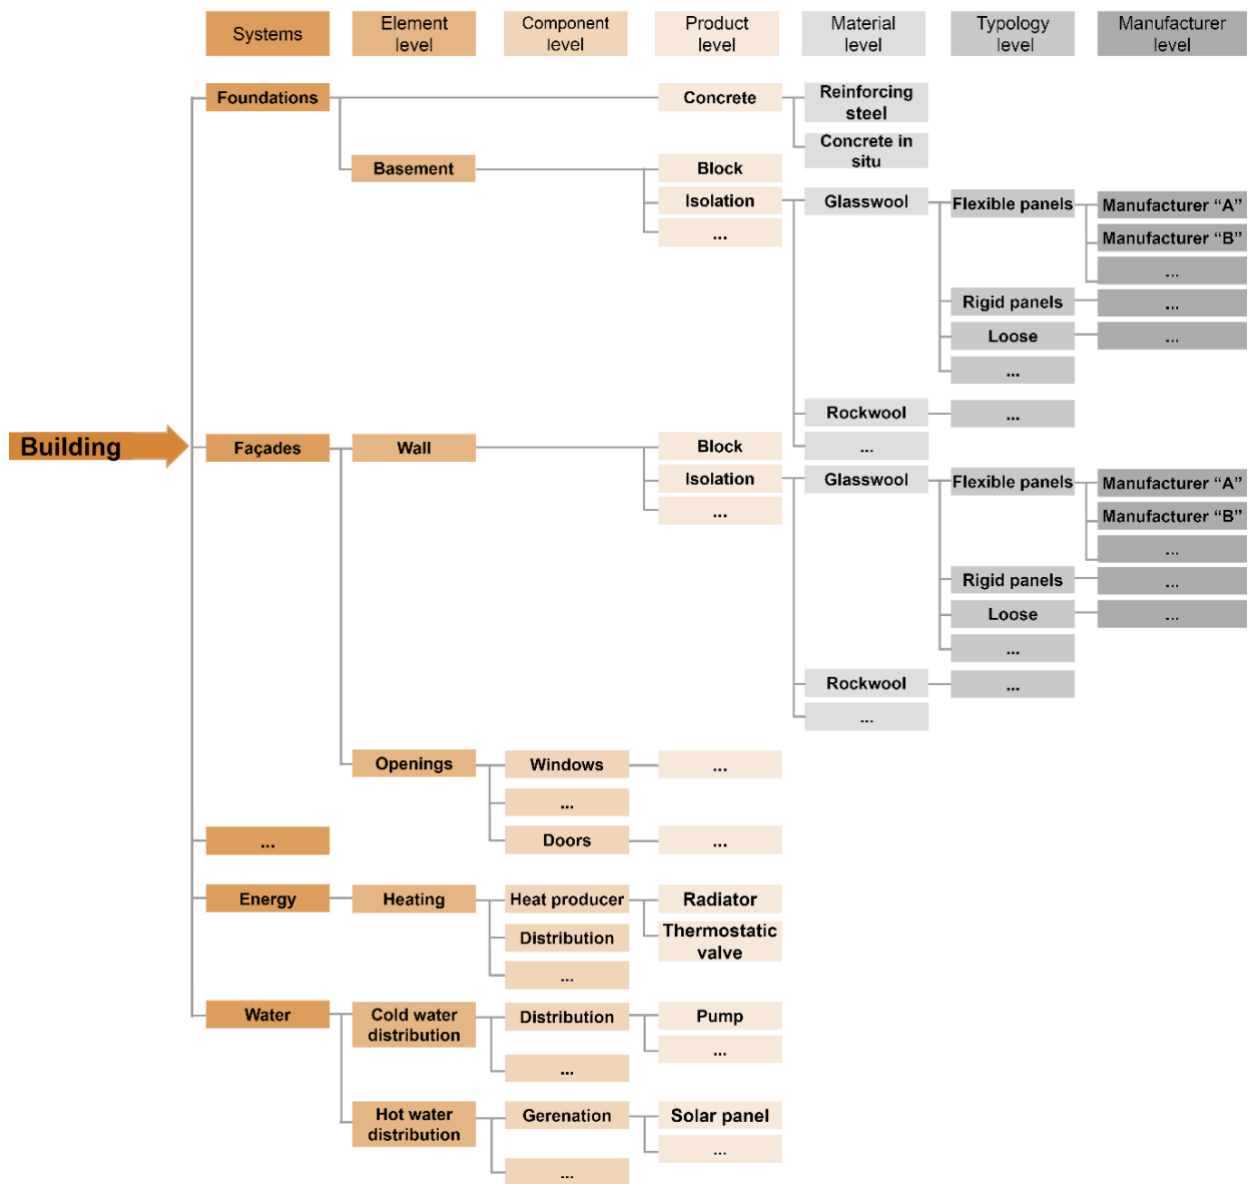 Systems
Element
level
Component
level
Product
level
Material
level
Typology
level
Manufacturer
level
Foundations
Concrete
Reinforcing
steel
Concrete in
situ
Basement
Block
Isolation
Glasswool
Flexible panels
Manufacturer “A”
...
Manufacturer “B”
...
Rigid panels
...
Loose
...
...
Rockwool
...
...
Building
Façades
Wall
Block
Isolation
Glasswool
Flexible panels
Manufacturer “A”
...
Manufacturer “B”
...
Rigid panels
...
Loose
...
...
Rockwool
...
...
Openings
Windows
...
...
Doors
...
...
Energy
Heating
Heat producer
Radiator
Distribution
Thermostatic
valve
...
Water
Cold water
distribution
Distribution
Pump
...
...
Hot water
distribution
Gerenation
Solar panel
...
...